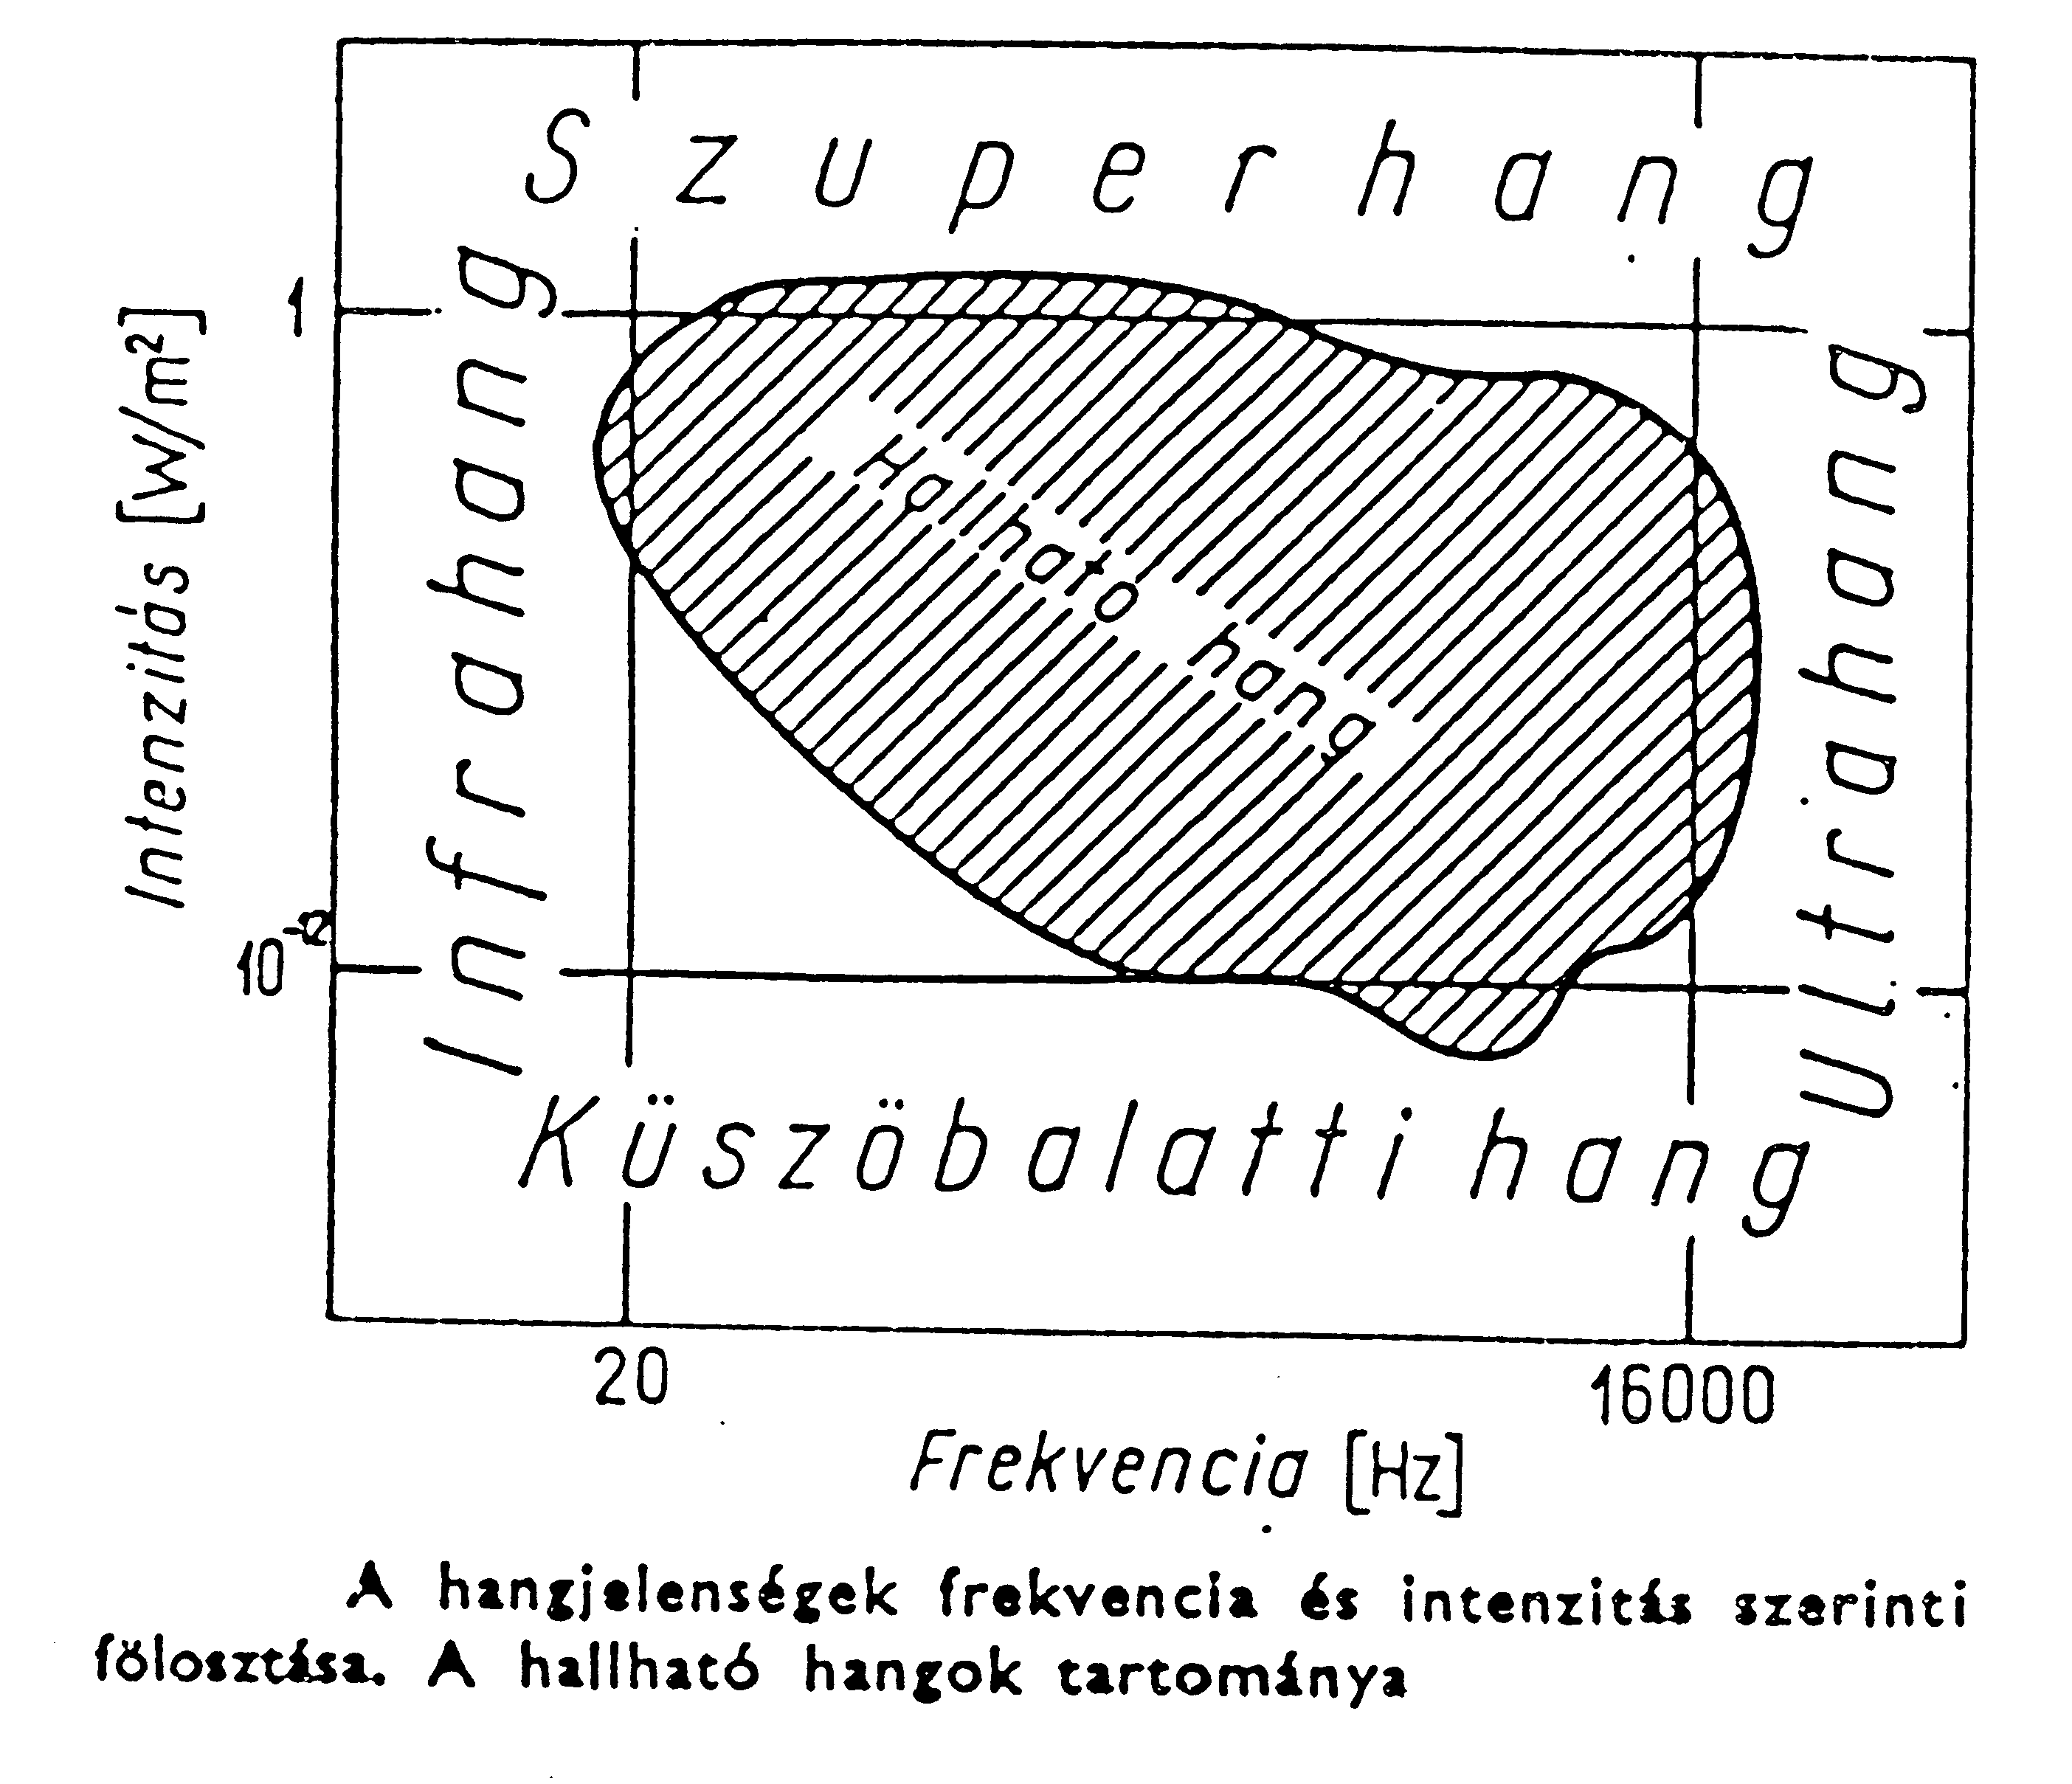 Szuperhang
Infrahang
Hallható hang
Ultrahang
Küszöbalatti hang
Intenzitás [W/m²]
1
10⁻¹²
20
16000
Frekvencia [Hz]
A hangjelenségek frekvencia és intenzitás szerinti
fölosztása. A hallható hangok tartománya